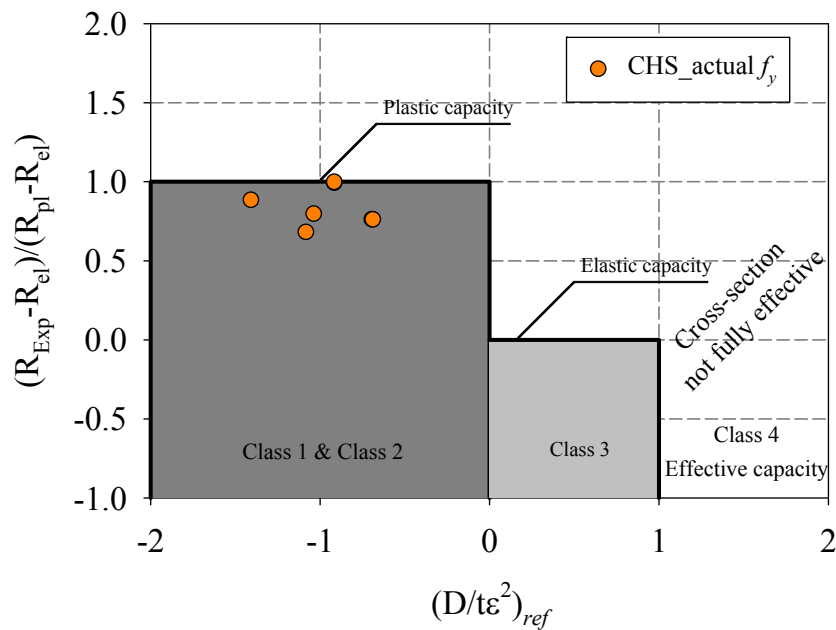 2.0
1.5
1.0
0.5
0.0
-0.5
-1.0
(R_Exp-R_el)/(R_pl-R_el)
CHS_actual f_y
Plastic capacity
Elastic capacity
Cross-section
not fully effective
Class 1 & Class 2
Class 3
Class 4
Effective capacity
-2
-1
0
1
2
(D/tε²)_ref